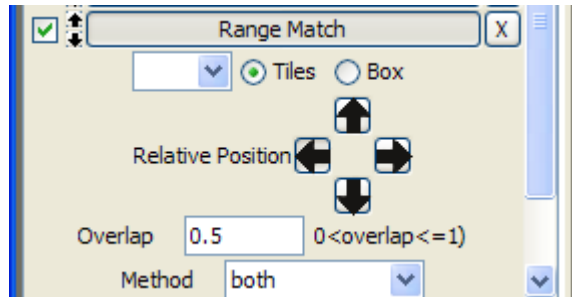 Range Match X
Tiles Box
Relative Position
Overlap 0.5 0<overlap<=1)
Method both